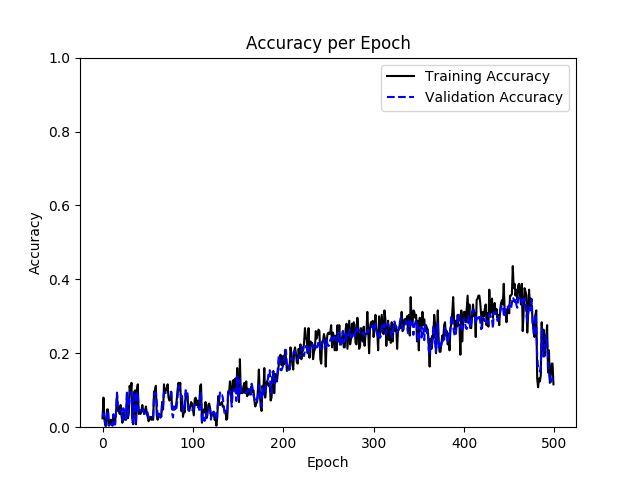 Accuracy per Epoch
1.0
0.8
0.6
0.4
0.2
0.0
Accuracy
Training Accuracy
Validation Accuracy
0 100 200 300 400 500
Epoch